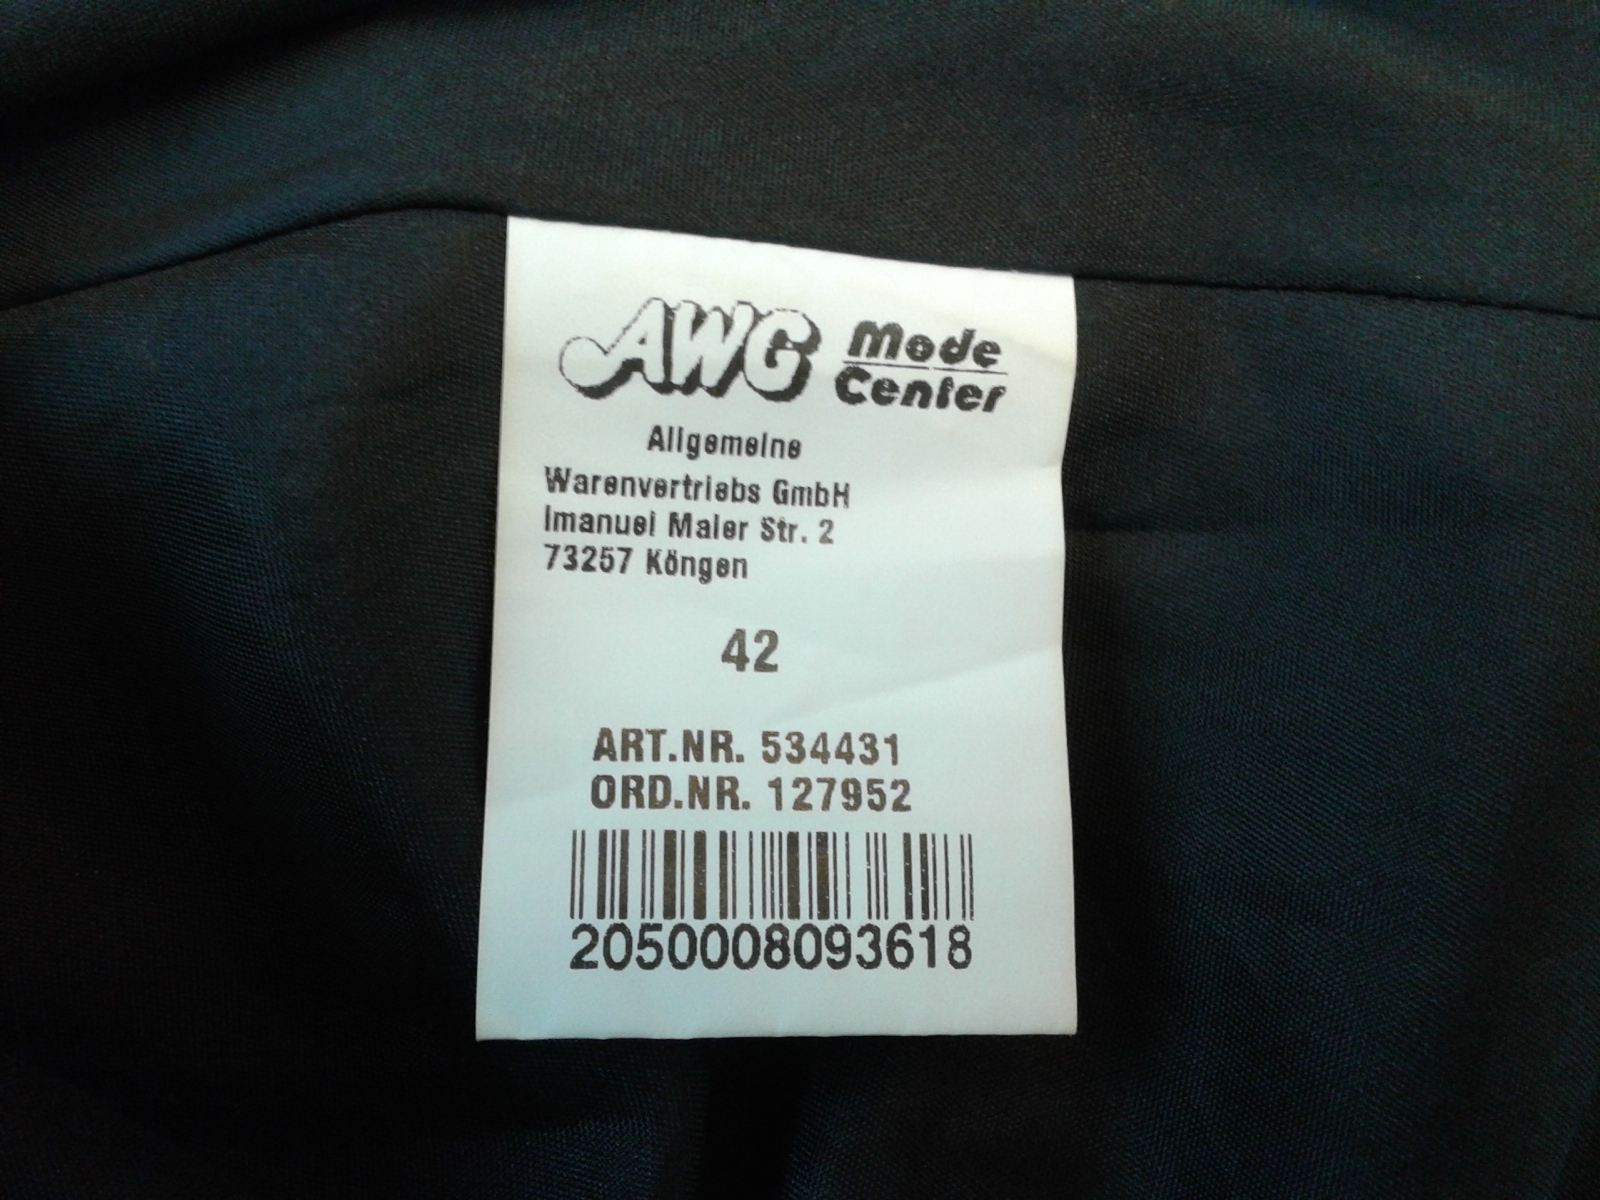 AWG Mode Center
Allgemeine
Warenvertriebs GmbH
Imanuel Maier Str. 2
73257 Köngen
42
ART.NR. 534431
ORD.NR. 127952
2050008093618